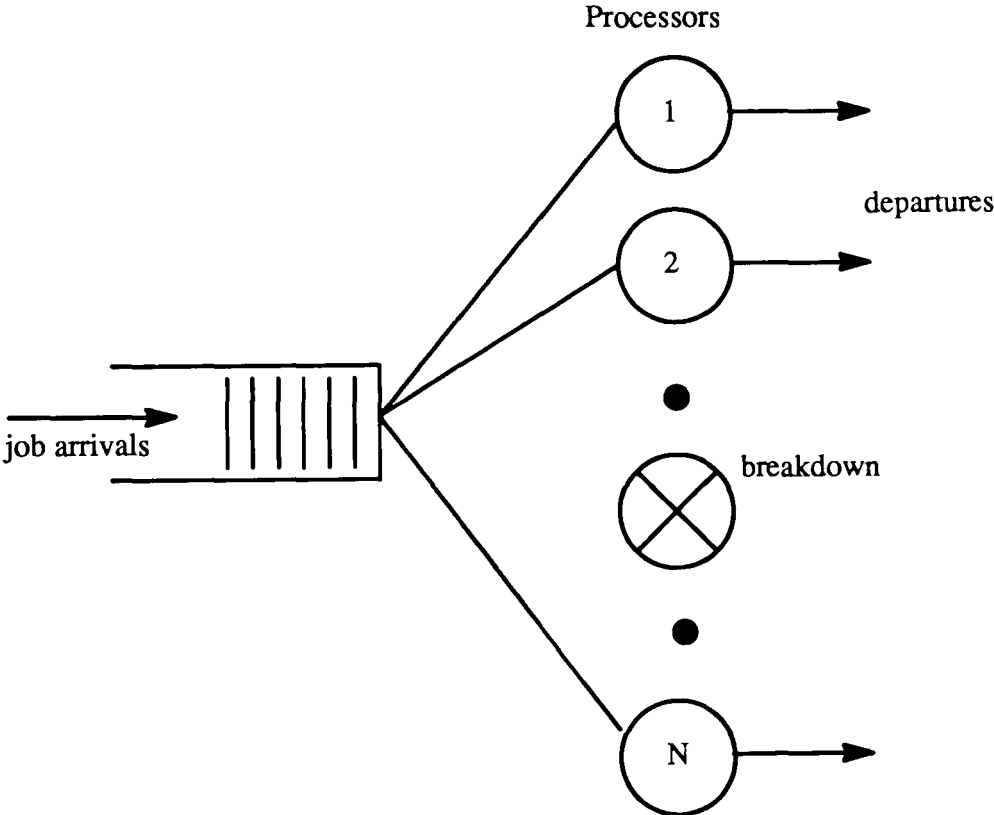 Processors
1
departures
2
job arrivals
breakdown
N